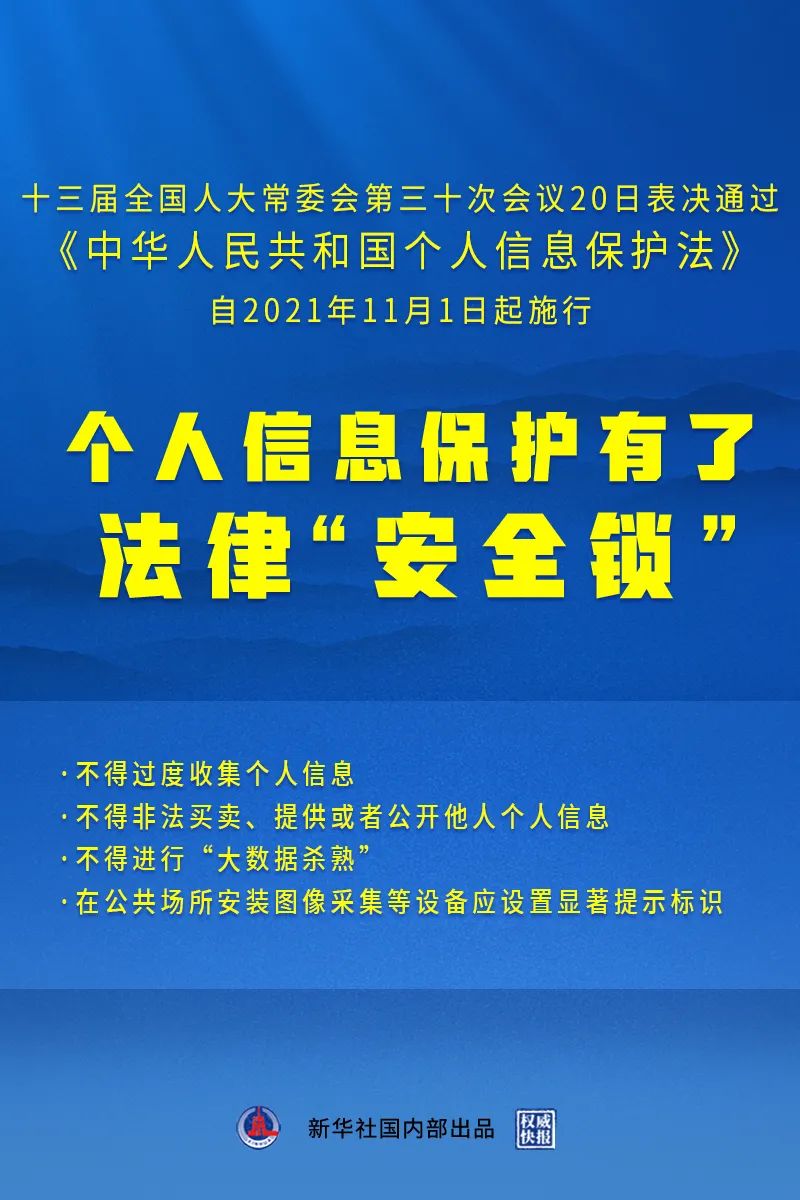 十三届全国人大常委会第三十次会议20日表决通过
《中华人民共和国个人信息保护法》
自2021年11月1日起施行
个人信息保护有了
法律“安全锁”
·不得过度收集个人信息
·不得非法买卖、提供或者公开他人个人信息
·不得进行“大数据杀熟”
·在公共场所安装图像采集等设备应设置显著提示标识
新华社国内部出品
权威
快报